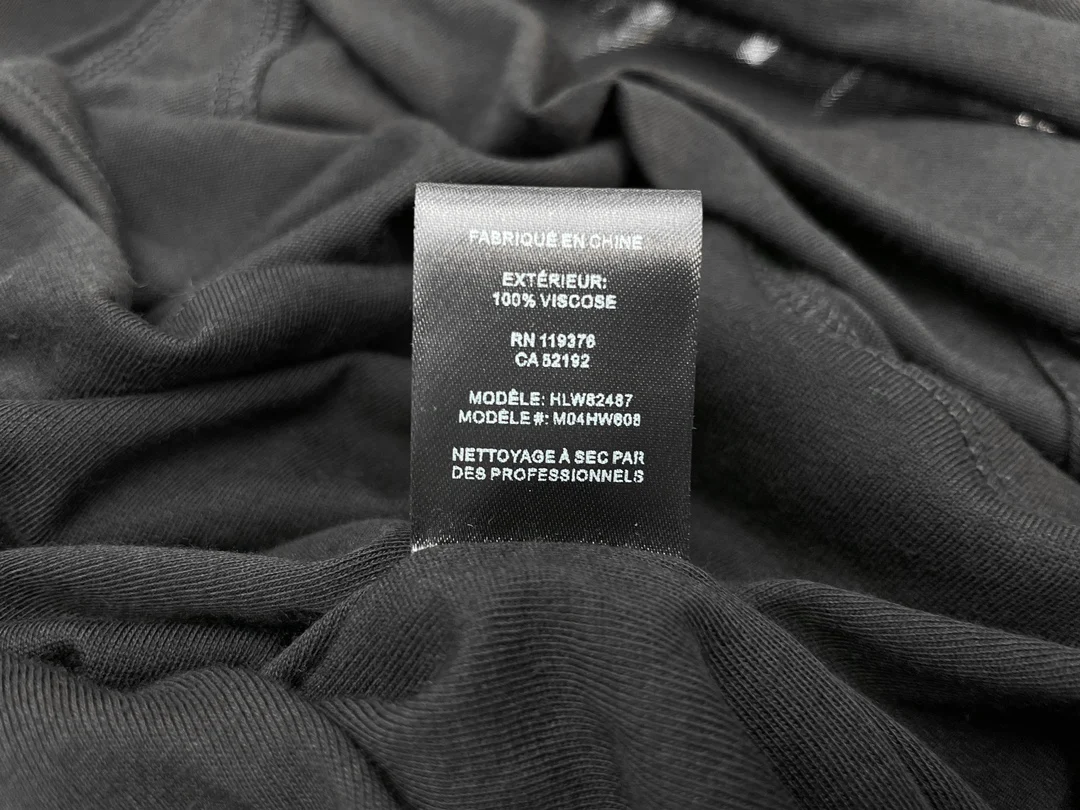 FABRIQUÉ EN CHINE
EXTÉRIEUR:
100% VISCOSE
RN 119376
CA 52192
MODÈLE: HLW82487
MODÈLE #: M04HW608
NETTOYAGE À SEC PAR
DES PROFESSIONNELS